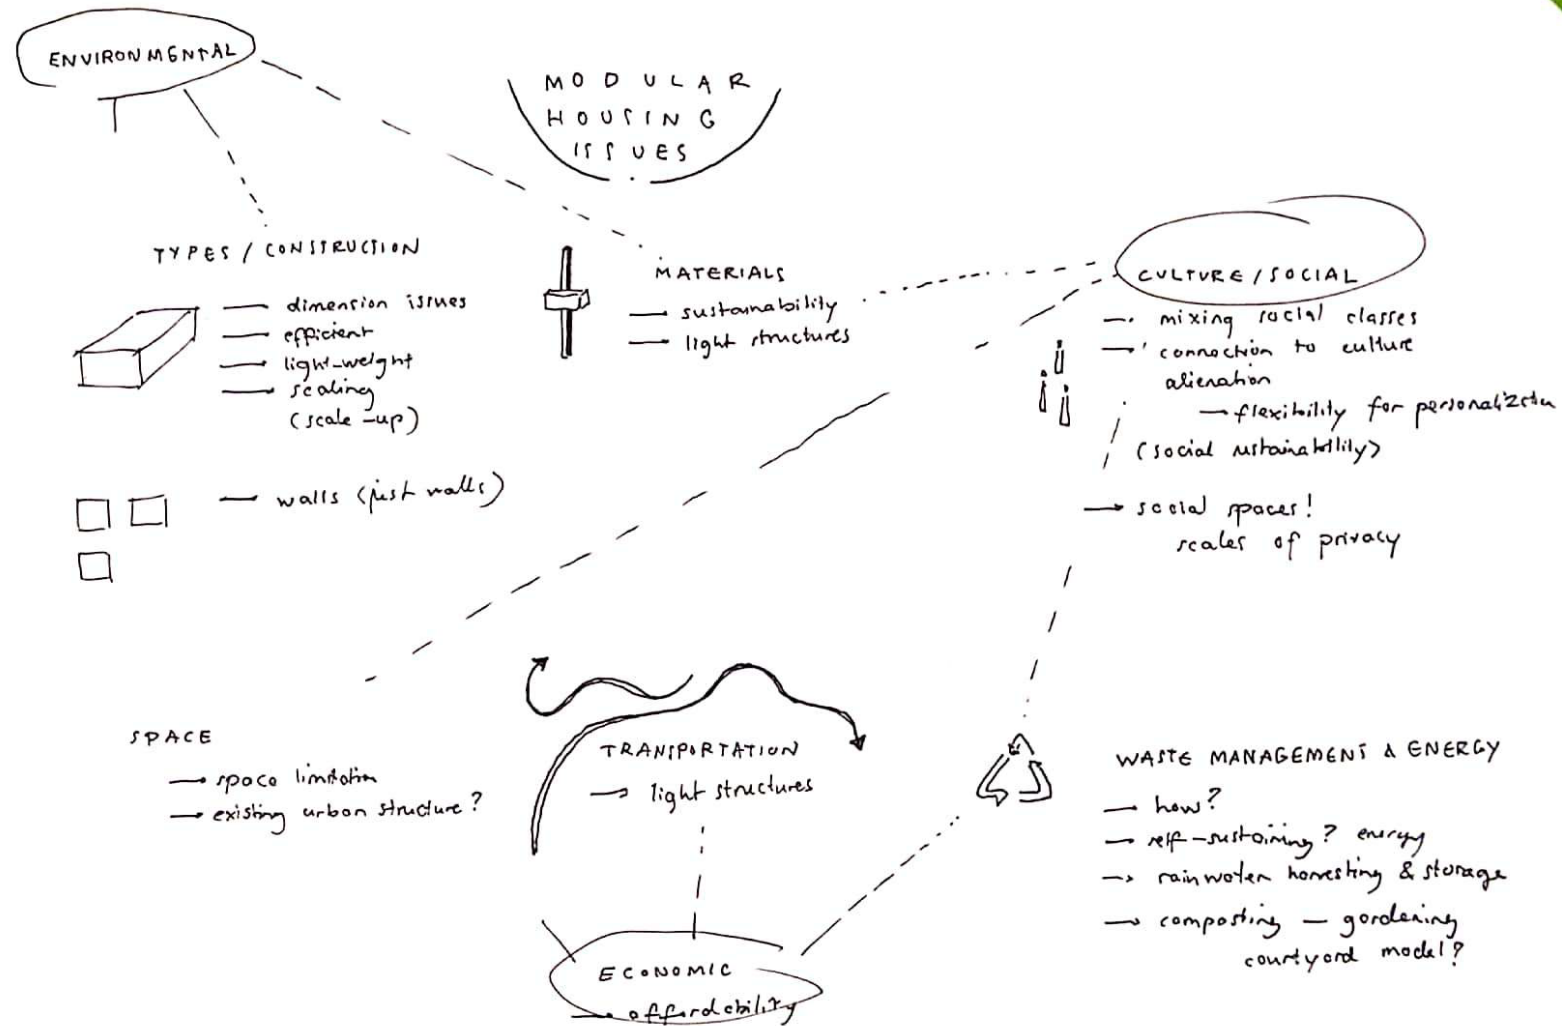 ENVIRONMENTAL
MODULAR
HOUSING
ISSUES
TYPES / CONSTRUCTION
dimension issues
efficient
light-weight
scaling
(scale-up)
walls (just walls)
MATERIALS
sustainability
light structures
CULTURE / SOCIAL
mixing social classes
connection to culture
alienation
flexibility for personalization
(social sustainability)
social spaces!
scales of privacy
SPACE
space limitation
existing urban structure?
TRANSPORTATION
light structures
WASTE MANAGEMENT & ENERGY
how?
self-sustaining? energy
rainwater harvesting & storage
composting — gardening
courtyard model?
ECONOMIC
affordability